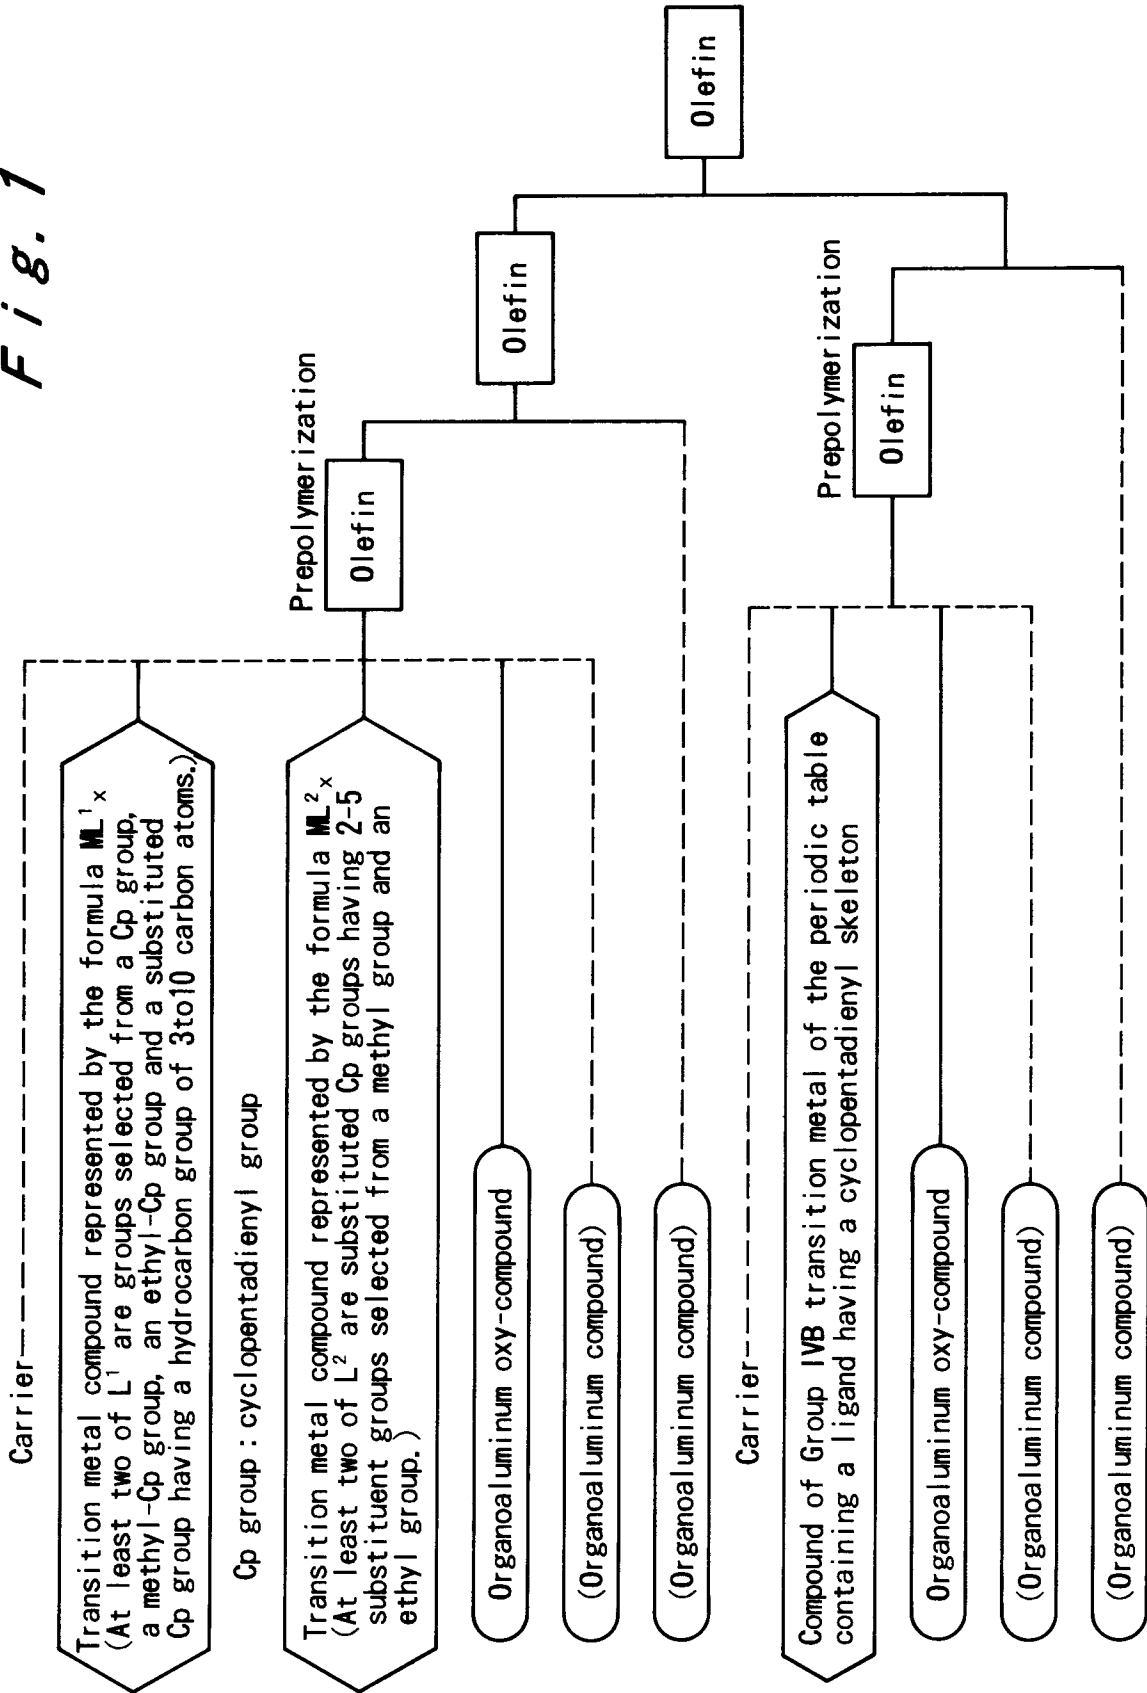 Fig. 1
Carrier
Transition metal compound represented by the formula ML¹ₓ
(At least two of L¹ are groups selected from a Cp group,
a methyl-Cp group, an ethyl-Cp group and a substituted
Cp group having a hydrocarbon group of 3to10 carbon atoms.)
Cp group : cyclopentadienyl group
Transition metal compound represented by the formula ML²ₓ
(At least two of L² are substituted Cp groups having 2-5
substituent groups selected from a methyl group and an
ethyl group.)
Organoaluminum oxy-compound
(Organoaluminum compound)
(Organoaluminum compound)
Prepolymerization
Olefin
Olefin
Olefin
Carrier
Compound of Group IVB transition metal of the periodic table
containing a ligand having a cyclopentadienyl skeleton
Organoaluminum oxy-compound
(Organoaluminum compound)
(Organoaluminum compound)
Prepolymerization
Olefin